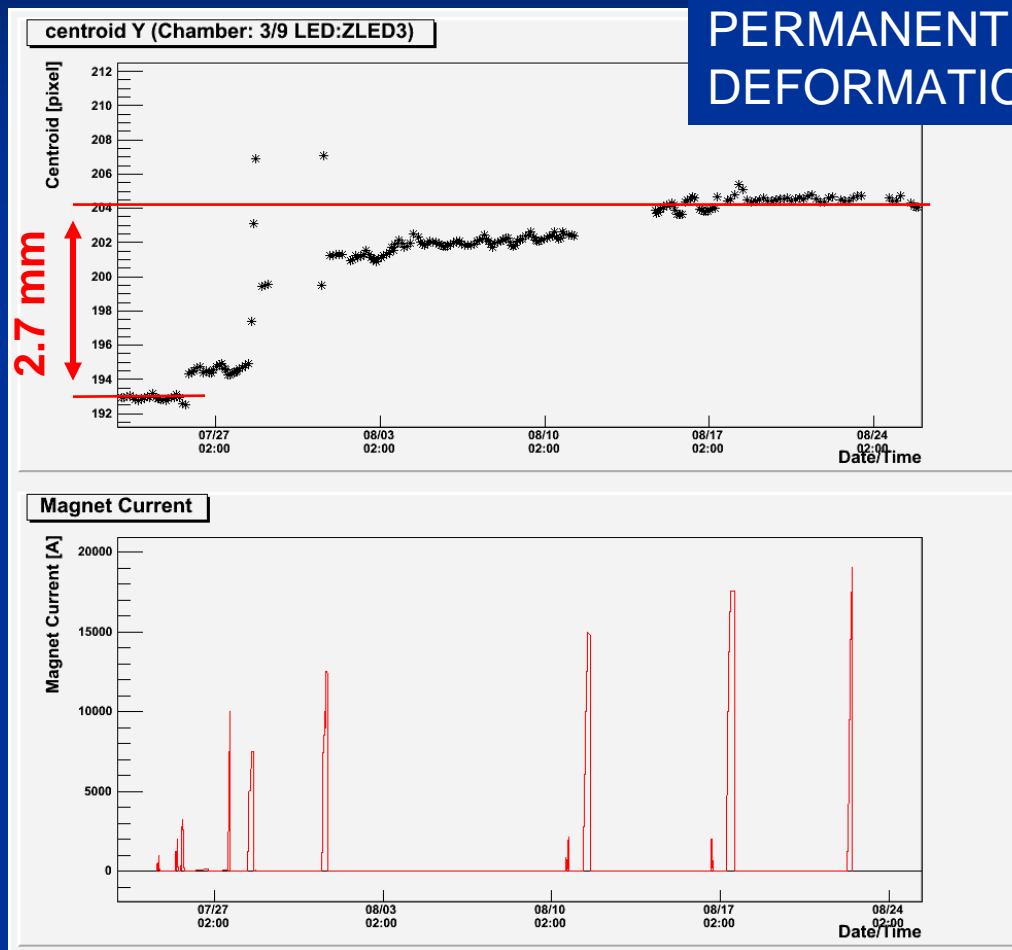 PERMANENT
centroid Y (Chamber: 3/9 LED:ZLED3)
Centroid [pixel]
212
210
208
206
204
202
200
198
196
194
192
2.7 mm
07/27 08/03 08/10 08/17 08/24
02:00 02:00 02:00 02:00 02:00
Date/Time
Magnet Current
Magnet Current [A]
20000
15000
10000
5000
0
07/27 08/03 08/10 08/17 08/24
02:00 02:00 02:00 02:00 02:00
Date/Time